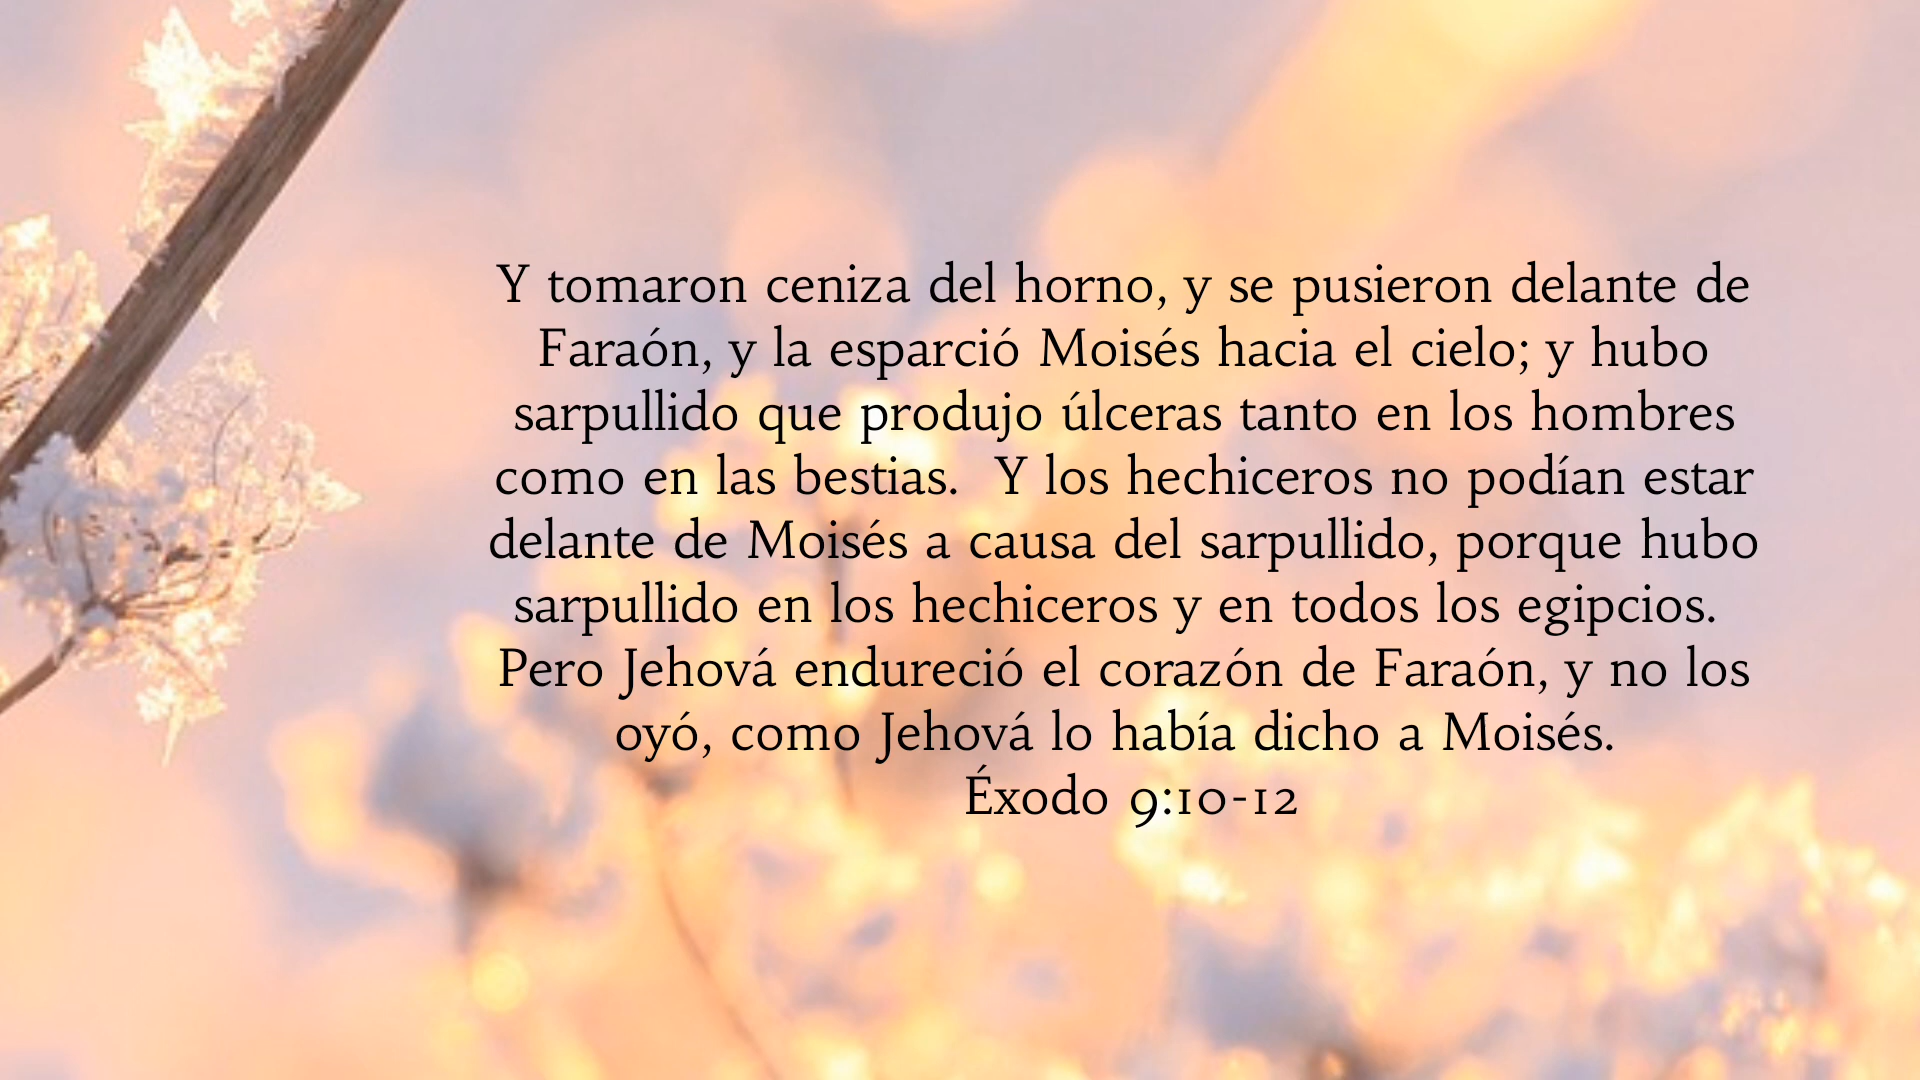 Y tomaron ceniza del horno, y se pusieron delante de
Faraón, y la esparció Moisés hacia el cielo; y hubo
sarpullido que produjo úlceras tanto en los hombres
como en las bestias.  Y los hechiceros no podían estar
delante de Moisés a causa del sarpullido, porque hubo
sarpullido en los hechiceros y en todos los egipcios.
Pero Jehová endureció el corazón de Faraón, y no los
oyó, como Jehová lo había dicho a Moisés.
Éxodo 9:10-12